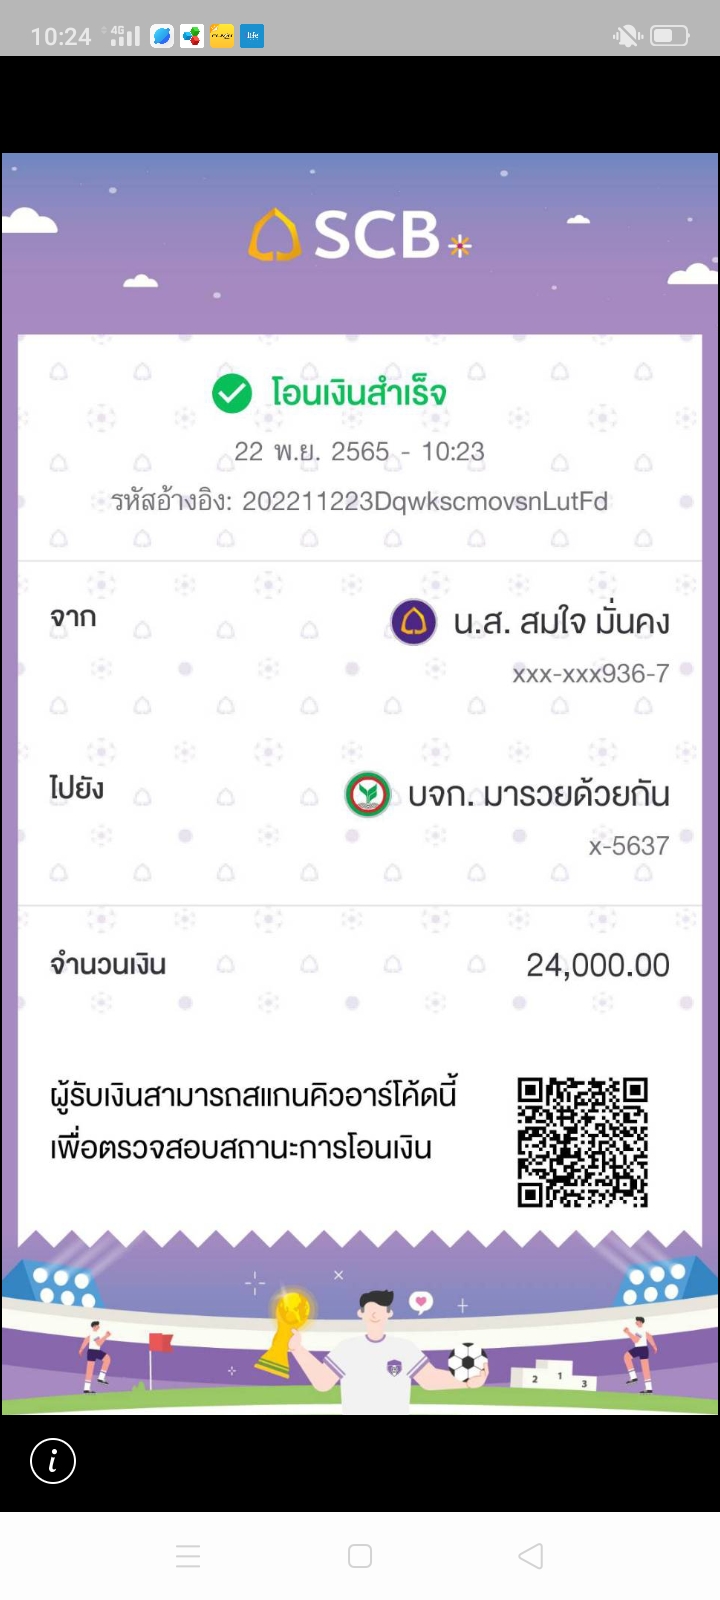 10:24
4G
life
SCB
โอนเงินสำเร็จ
22 พ.ย. 2565 - 10:23
รหัสอ้างอิง: 202211223DqwkscmovsnLutFd
จาก
น.ส. สมใจ มั่นคง
xxx-xxx936-7
ไปยัง
บจก. มารวยด้วยกัน
x-5637
จำนวนเงิน
24,000.00
ผู้รับเงินสามารถสแกนคิวอาร์โค้ดนี้
เพื่อตรวจสอบสถานะการโอนเงิน
2 1 3
i